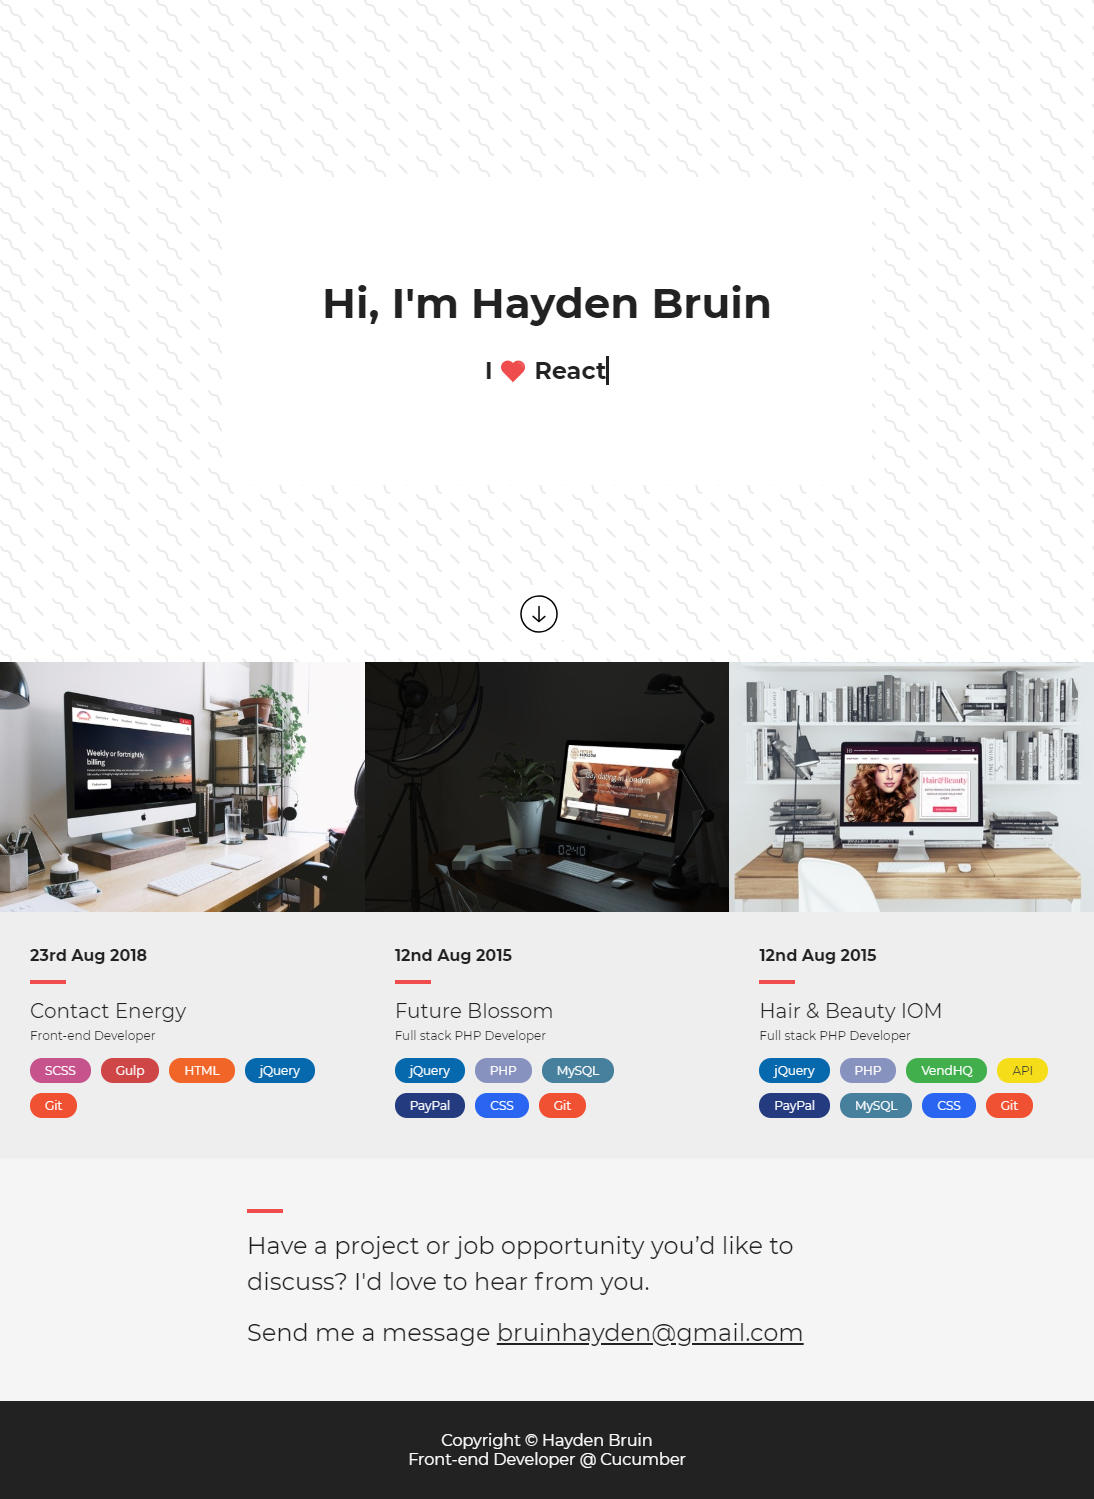 Hi, I'm Hayden Bruin
I ❤ React
Weekly or fortnightly
billing
02:40
Hair & Beauty
23rd Aug 2018
Contact Energy
Front-end Developer
SCSS Gulp HTML jQuery
Git
12nd Aug 2015
Future Blossom
Full stack PHP Developer
jQuery PHP MySQL
PayPal CSS Git
12nd Aug 2015
Hair & Beauty IOM
Full stack PHP Developer
jQuery PHP VendHQ API
PayPal MySQL CSS Git
Have a project or job opportunity you’d like to
discuss? I'd love to hear from you.
Send me a message bruinhayden@gmail.com
Copyright © Hayden Bruin
Front-end Developer @ Cucumber